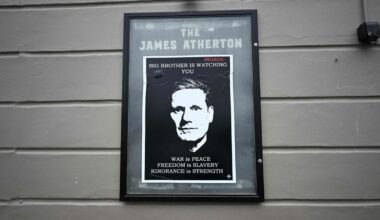 THE
JAMES ATHERTON
BIG BROTHER IS WATCHING
YOU
WAR is PEACE
FREEDOM is SLAVERY
IGNORANCE is STRENGTH